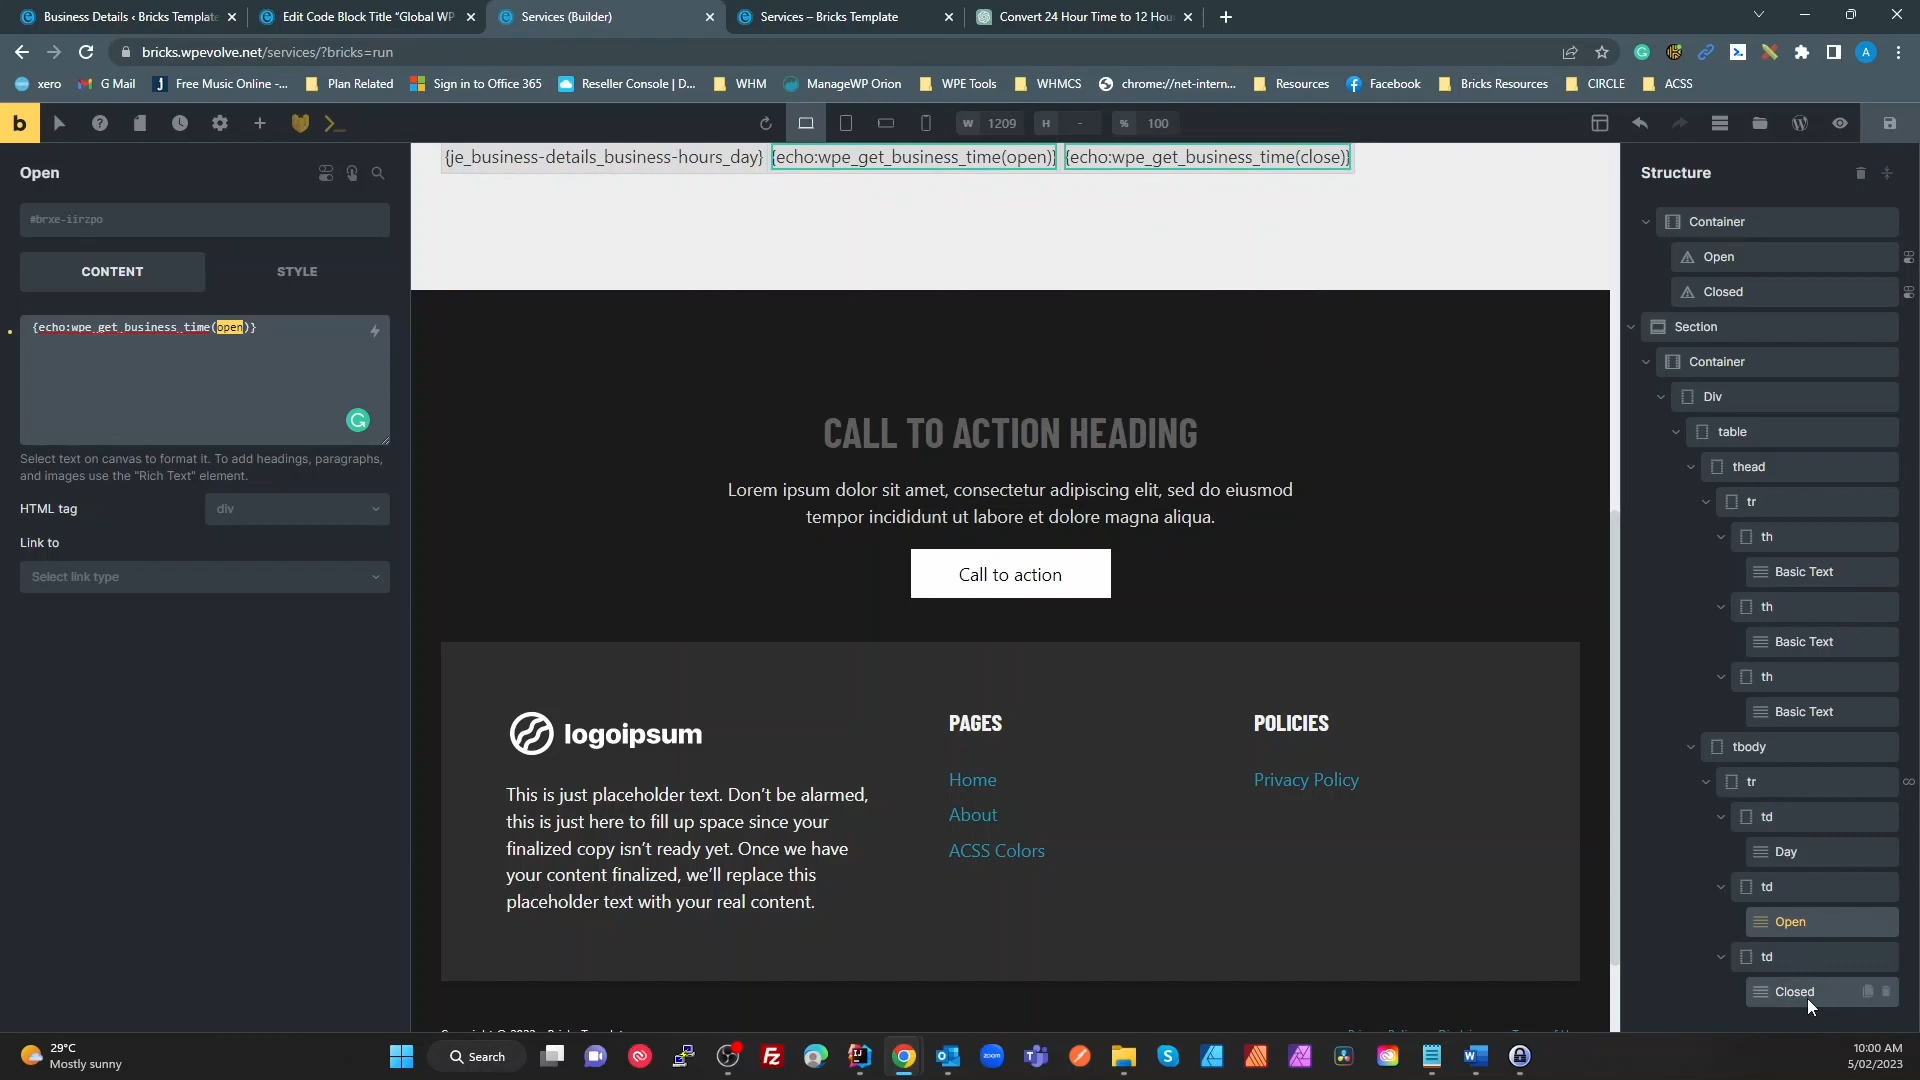 Business Details ‹ Bricks Template
Edit Code Block Title "Global WP
Services (Builder)
Services – Bricks Template
Convert 24 Hour Time to 12 Hou
bricks.wpevolve.net/services/?bricks=run
xero
G Mail
Free Music Online -...
Plan Related
Sign in to Office 365
Reseller Console | D...
WHM
ManageWP Orion
WPE Tools
WHMCS
chrome://net-intern...
Resources
Facebook
Bricks Resources
CIRCLE
ACSS
b
W 1209
H -
% 100
Open
#brxe-iirzpo
CONTENT
STYLE
{echo:wpe_get_business_time(open)}
Select text on canvas to format it. To add headings, paragraphs,
and images use the "Rich Text" element.
HTML tag
div
Link to
Select link type
{je_business-details_business-hours_day} {echo:wpe_get_business_time(open)} {echo:wpe_get_business_time(close)}
CALL TO ACTION HEADING
Lorem ipsum dolor sit amet, consectetur adipiscing elit, sed do eiusmod
tempor incididunt ut labore et dolore magna aliqua.
Call to action
logoipsum
This is just placeholder text. Don't be alarmed,
this is just here to fill up space since your
finalized copy isn't ready yet. Once we have
your content finalized, we'll replace this
placeholder text with your real content.
PAGES
Home
About
ACSS Colors
POLICIES
Privacy Policy
Structure
Container
Open
Closed
Section
Container
Div
table
thead
tr
th
Basic Text
th
Basic Text
th
Basic Text
tbody
tr
td
Day
td
Open
td
Closed
29°C
Mostly sunny
Search
zoom
10:00 AM
5/02/2023